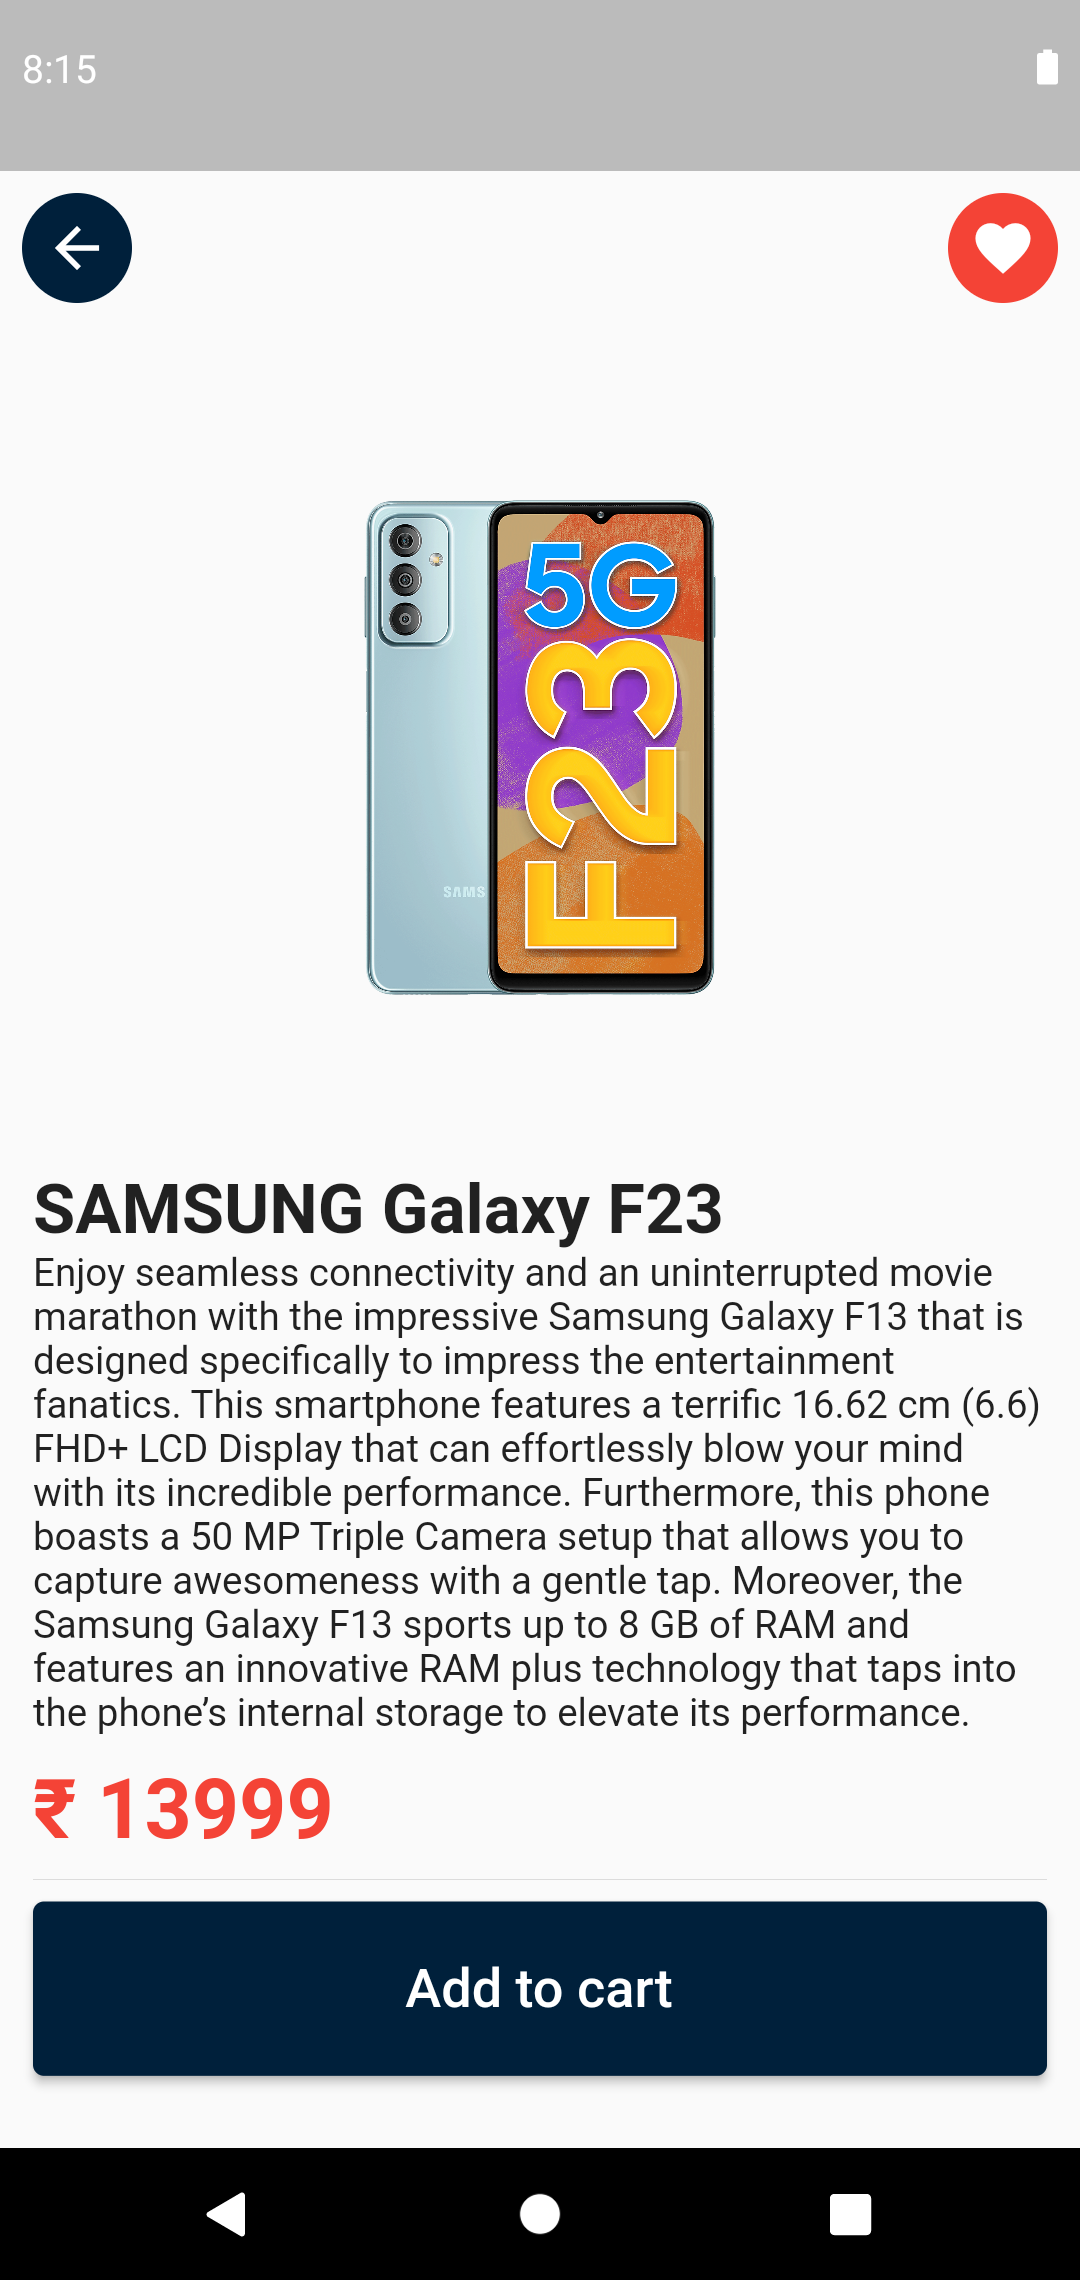 8:15
5G
F23
SAMS
SAMSUNG Galaxy F23
Enjoy seamless connectivity and an uninterrupted movie
marathon with the impressive Samsung Galaxy F13 that is
designed specifically to impress the entertainment
fanatics. This smartphone features a terrific 16.62 cm (6.6)
FHD+ LCD Display that can effortlessly blow your mind
with its incredible performance. Furthermore, this phone
boasts a 50 MP Triple Camera setup that allows you to
capture awesomeness with a gentle tap. Moreover, the
Samsung Galaxy F13 sports up to 8 GB of RAM and
features an innovative RAM plus technology that taps into
the phone’s internal storage to elevate its performance.
₹ 13999
Add to cart